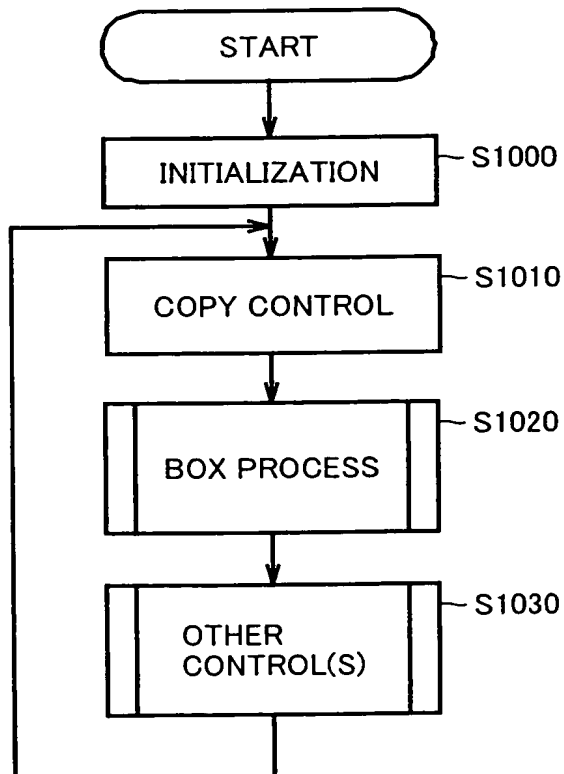 START
INITIALIZATION
S1000
COPY CONTROL
S1010
BOX PROCESS
S1020
OTHER
CONTROL(S)
S1030